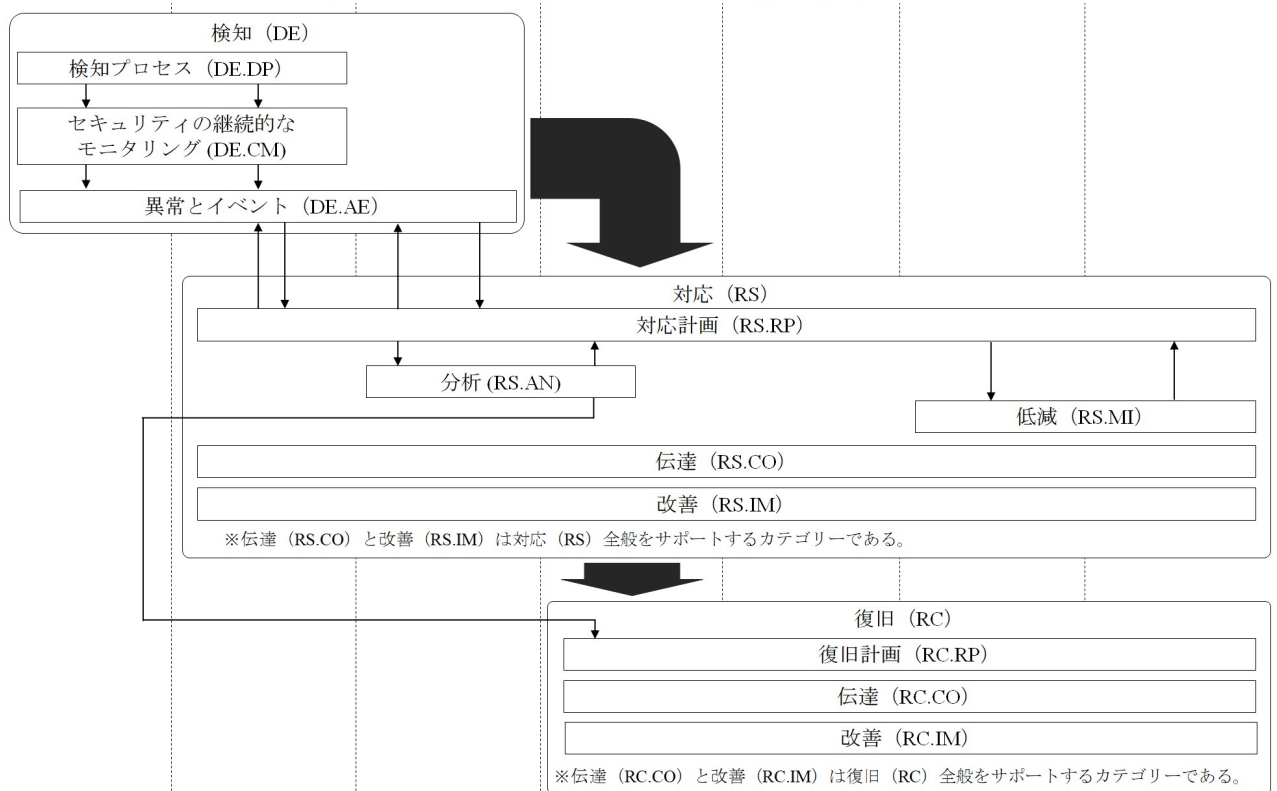 検知（DE）
検知プロセス（DE.DP）
セキュリティの継続的な
モニタリング (DE.CM)
異常とイベント（DE.AE）
対応（RS）
対応計画（RS.RP）
分析 (RS.AN)
低減（RS.MI）
伝達（RS.CO）
改善（RS.IM）
※伝達（RS.CO）と改善（RS.IM）は対応（RS）全般をサポートするカテゴリーである。
復旧（RC）
復旧計画（RC.RP）
伝達（RC.CO）
改善（RC.IM）
※伝達（RC.CO）と改善（RC.IM）は復旧（RC）全般をサポートするカテゴリーである。